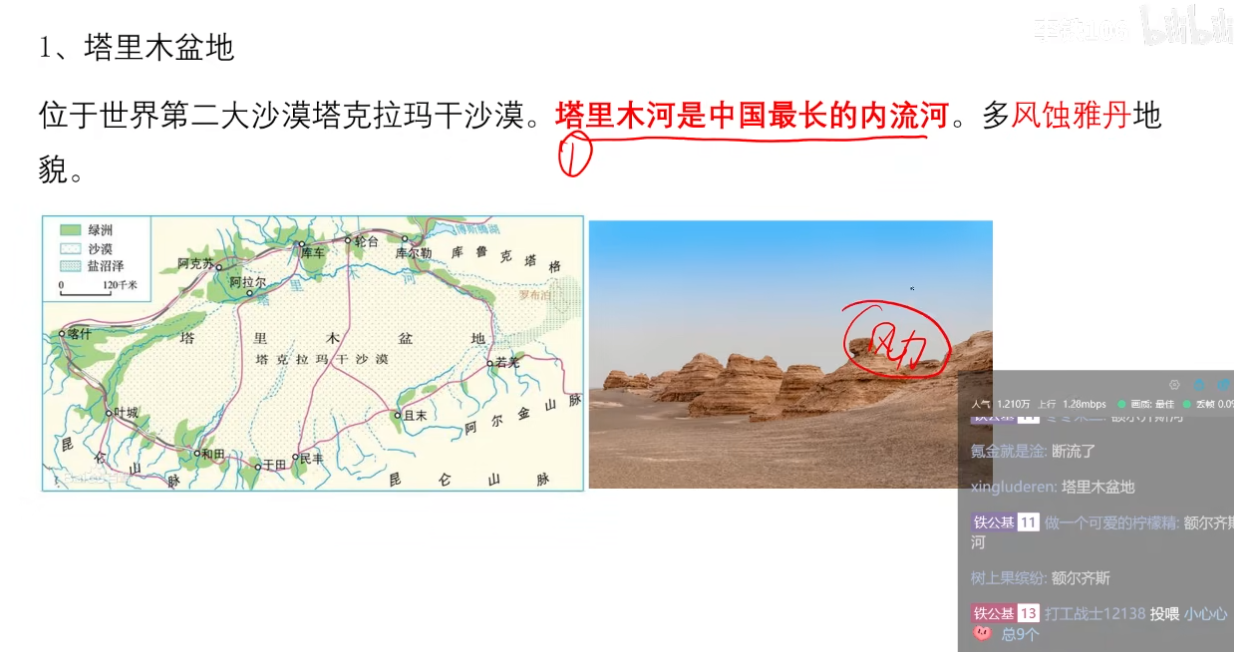 1、塔里木盆地
位于世界第二大沙漠塔克拉玛干沙漠。塔里木河是中国最长的内流河。多风蚀雅丹地
貌。
①
绿洲
沙漠
盐沼泽
0 120千米
阿克苏
库车
轮台
库尔勒
库鲁克塔格
阿拉尔
塔里木河
罗布泊
喀什
塔里木盆地
塔克拉玛干沙漠
若羌
叶城
且末
阿尔金山脉
和田
于田
民丰
昆仑山脉
昆仑山脉
风力
人气 1.210万 上行 1.28mbps 画质: 最佳 丢帧 0.0%
氪金就是淦: 断流了
xingluderen: 塔里木盆地
铁公基 11 做一个可爱的柠檬精: 额尔齐斯
河
树上果缤纷: 额尔齐斯
铁公基 13 打工战士12138 投喂 小心心
总9个